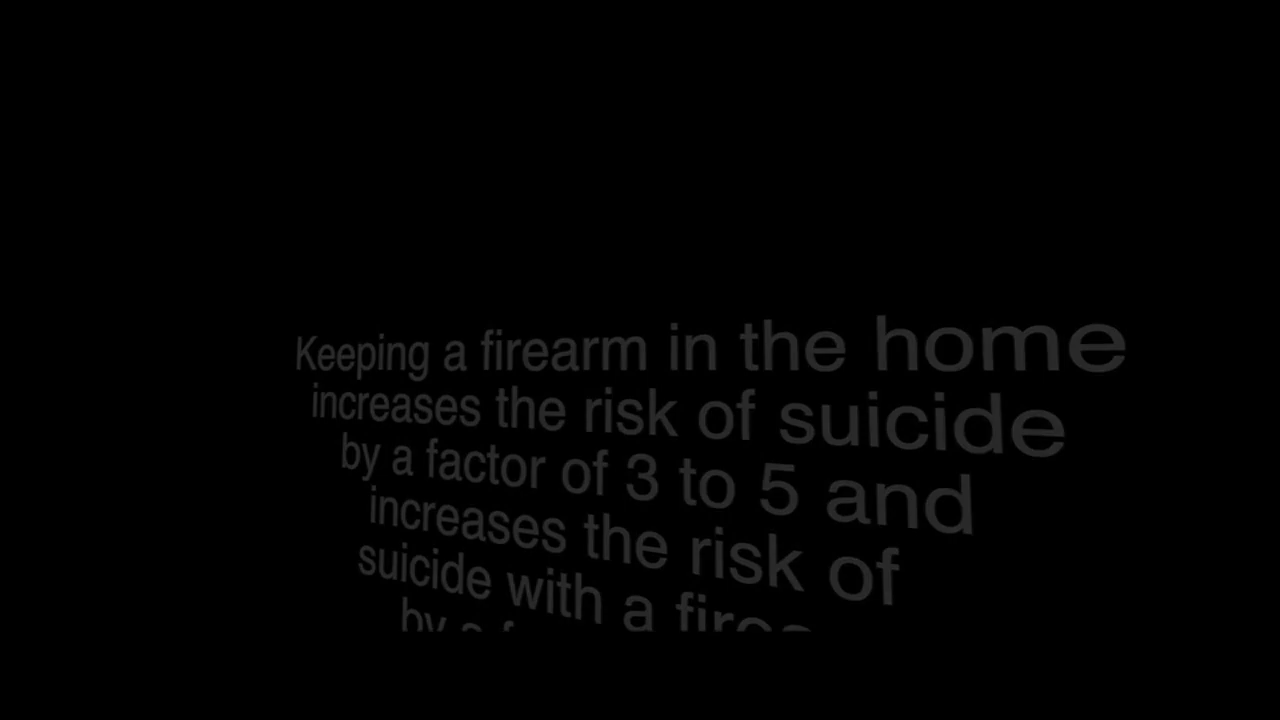 Keeping a firearm in the home
increases the risk of suicide
by a factor of 3 to 5 and
increases the risk of
suicide with a
by a